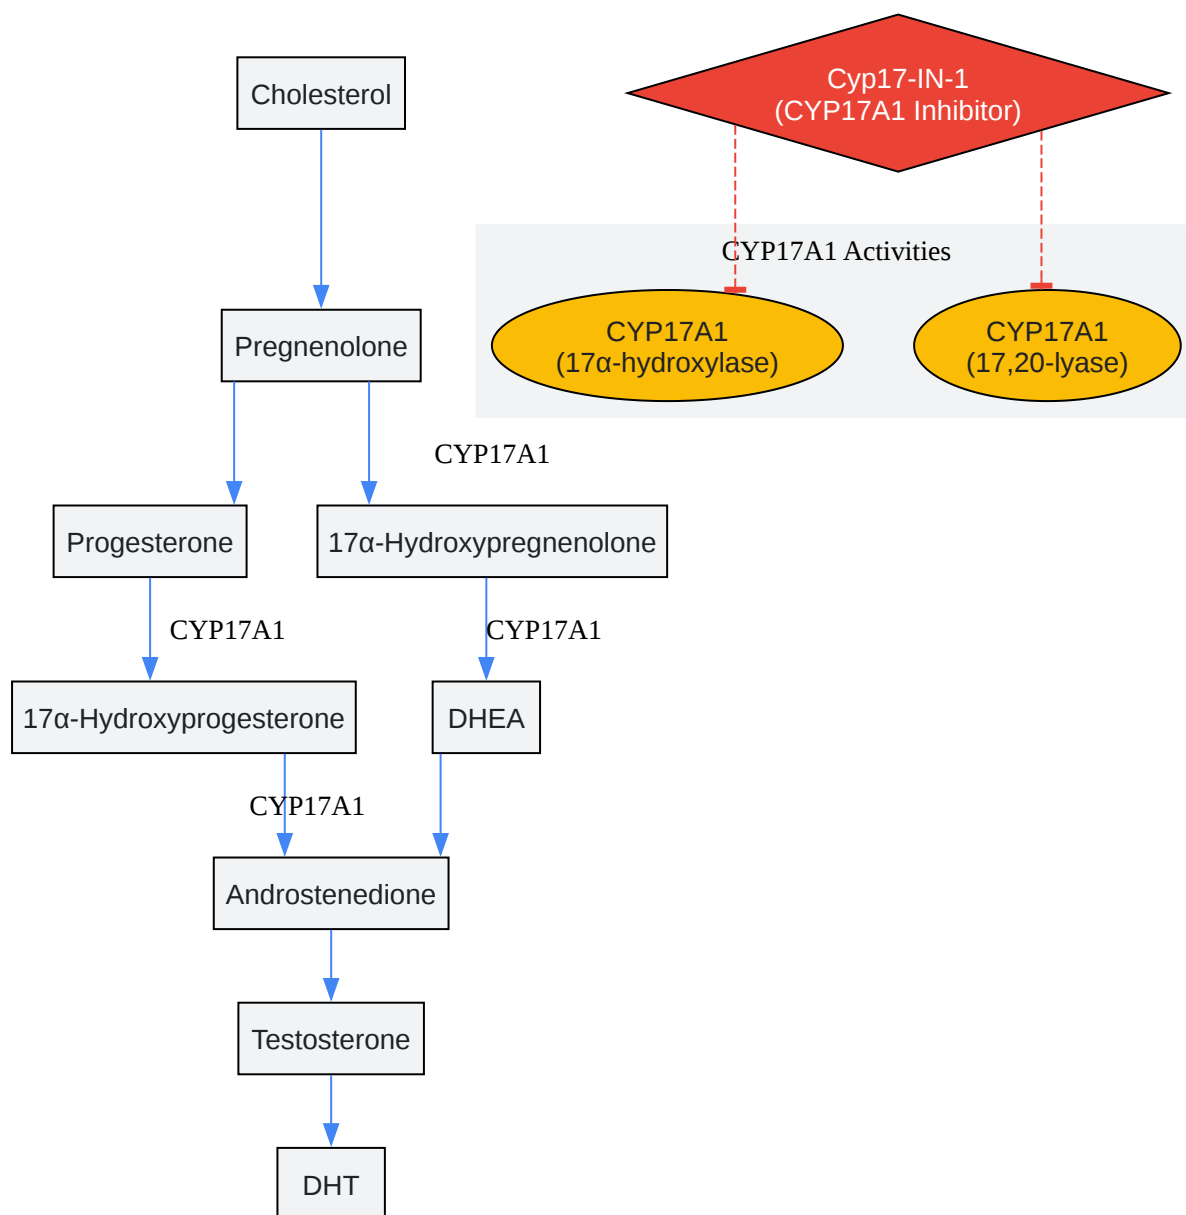 Cholesterol
Cyp17-IN-1
(CYP17A1 Inhibitor)
CYP17A1 Activities
Pregnenolone
CYP17A1
(17α-hydroxylase)
CYP17A1
(17,20-lyase)
CYP17A1
Progesterone
17α-Hydroxypregnenolone
CYP17A1
CYP17A1
17α-Hydroxyprogesterone
DHEA
CYP17A1
Androstenedione
Testosterone
DHT